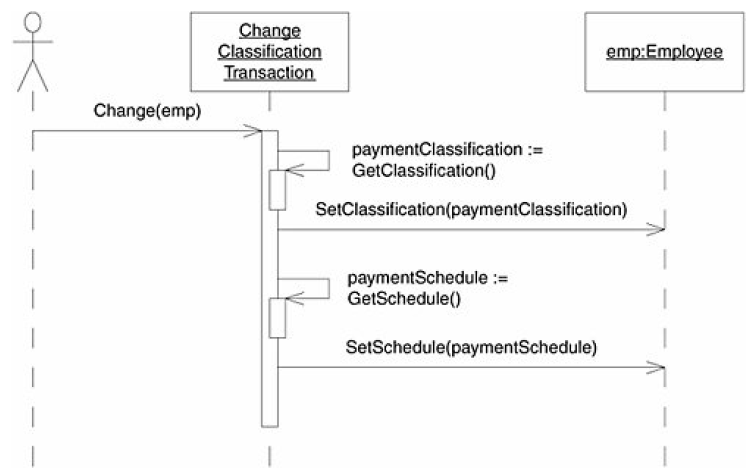 Change
Classification
Transaction
emp:Employee
Change(emp)
paymentClassification :=
GetClassification()
SetClassification(paymentClassification)
paymentSchedule :=
GetSchedule()
SetSchedule(paymentSchedule)